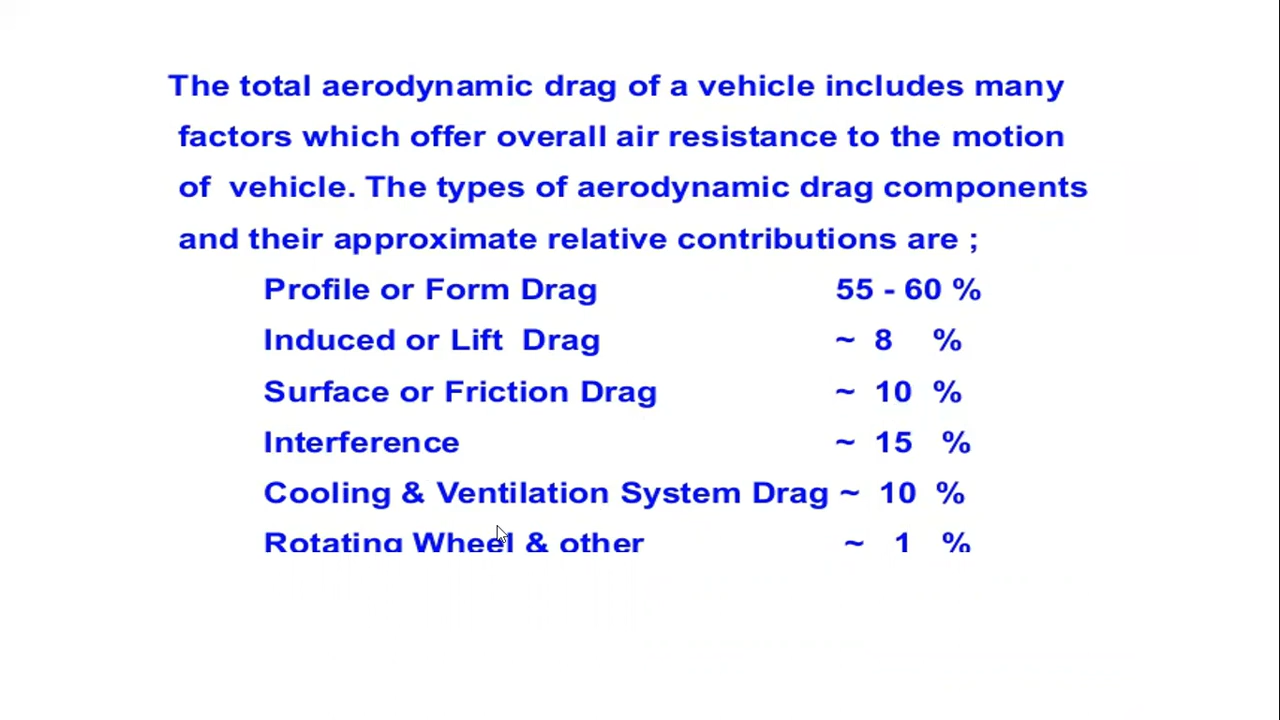 The total aerodynamic drag of a vehicle includes many
factors which offer overall air resistance to the motion
of vehicle. The types of aerodynamic drag components
and their approximate relative contributions are ;
Profile or Form Drag 55 - 60 %
Induced or Lift Drag ~ 8 %
Surface or Friction Drag ~ 10 %
Interference ~ 15 %
Cooling & Ventilation System Drag ~ 10 %
Rotating Wheel & other ~ 1 %